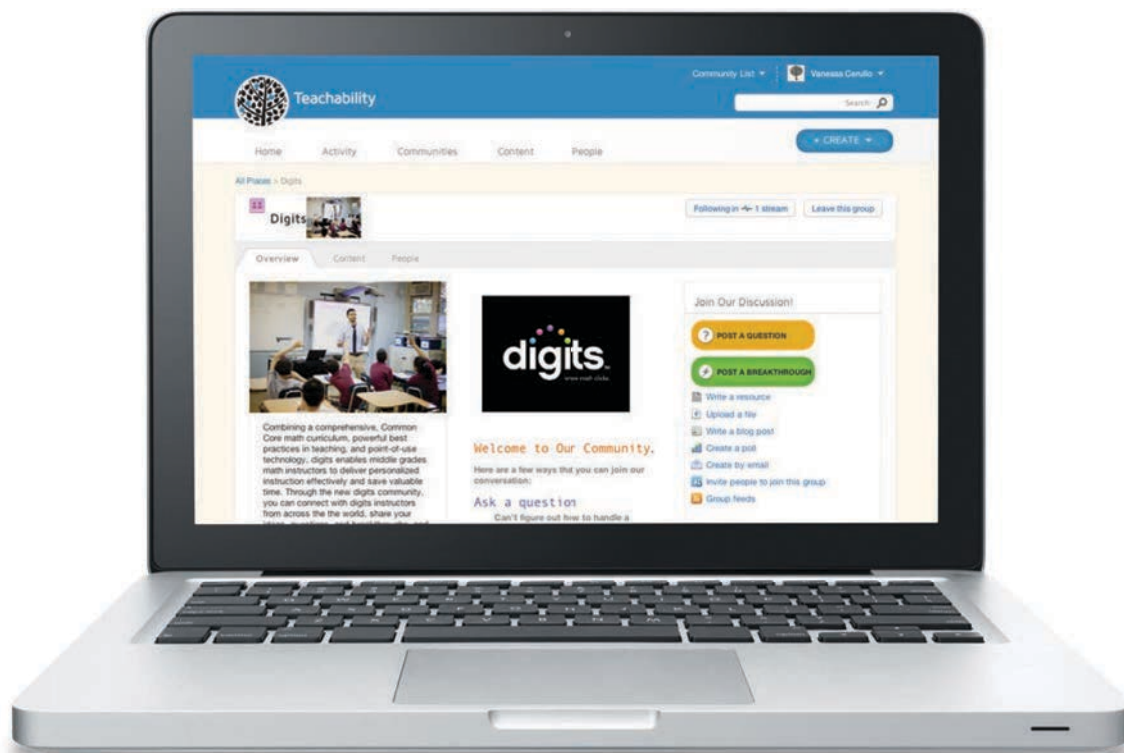 Teachability
Community List
Vanessa Cerullo
Search
+ CREATE
Home Activity Communities Content People
All Places > Digits
Digits
Following in 1 stream
Leave this group
Overview Content People
Combining a comprehensive, Common
Core math curriculum, powerful best
practices in teaching, and point-of-use
technology, digits enables middle grades
math instructors to deliver personalized
instruction effectively and save valuable
time. Through the new digits community,
you can connect with digits instructors
from across the the world, share your
digits.
Welcome to Our Community.
Here are a few ways that you can join our
conversation:
Ask a question
Can't figure out how to handle a
Join Our Discussion!
? POST A QUESTION
POST A BREAKTHROUGH
Write a resource
Upload a file
Write a blog post
Create a poll
Create by email
Invite people to join this group
Group feeds